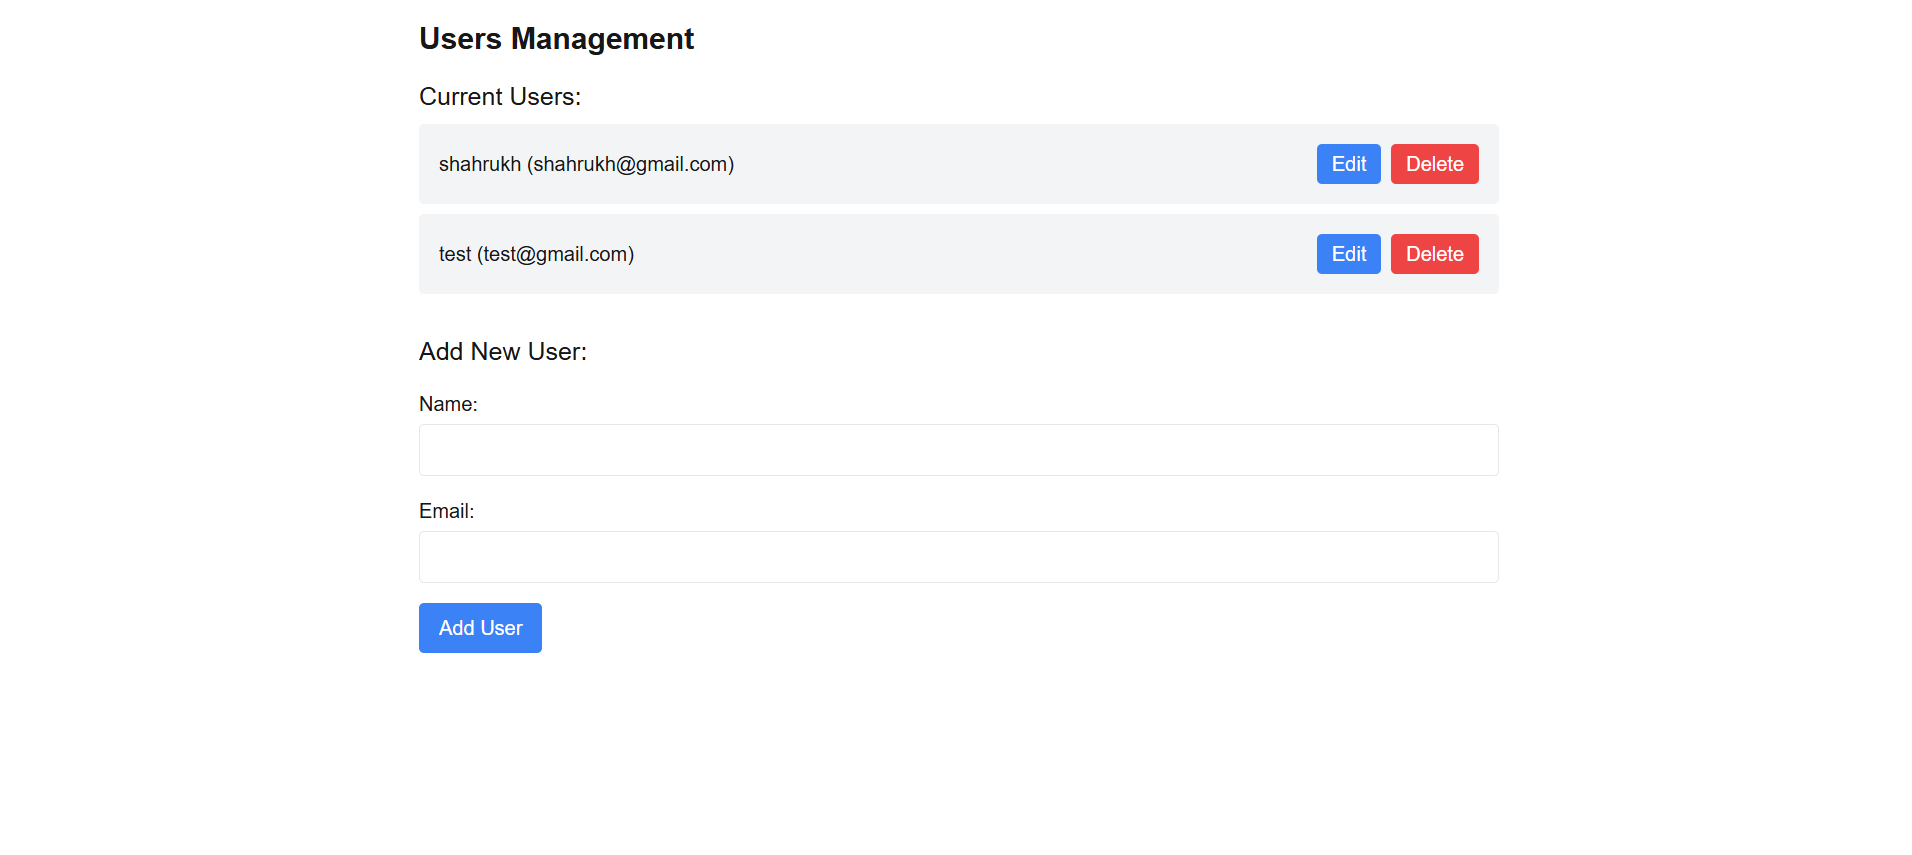 Users Management
Current Users:
shahrukh (shahrukh@gmail.com) Edit Delete
test (test@gmail.com) Edit Delete
Add New User:
Name:
Email:
Add User